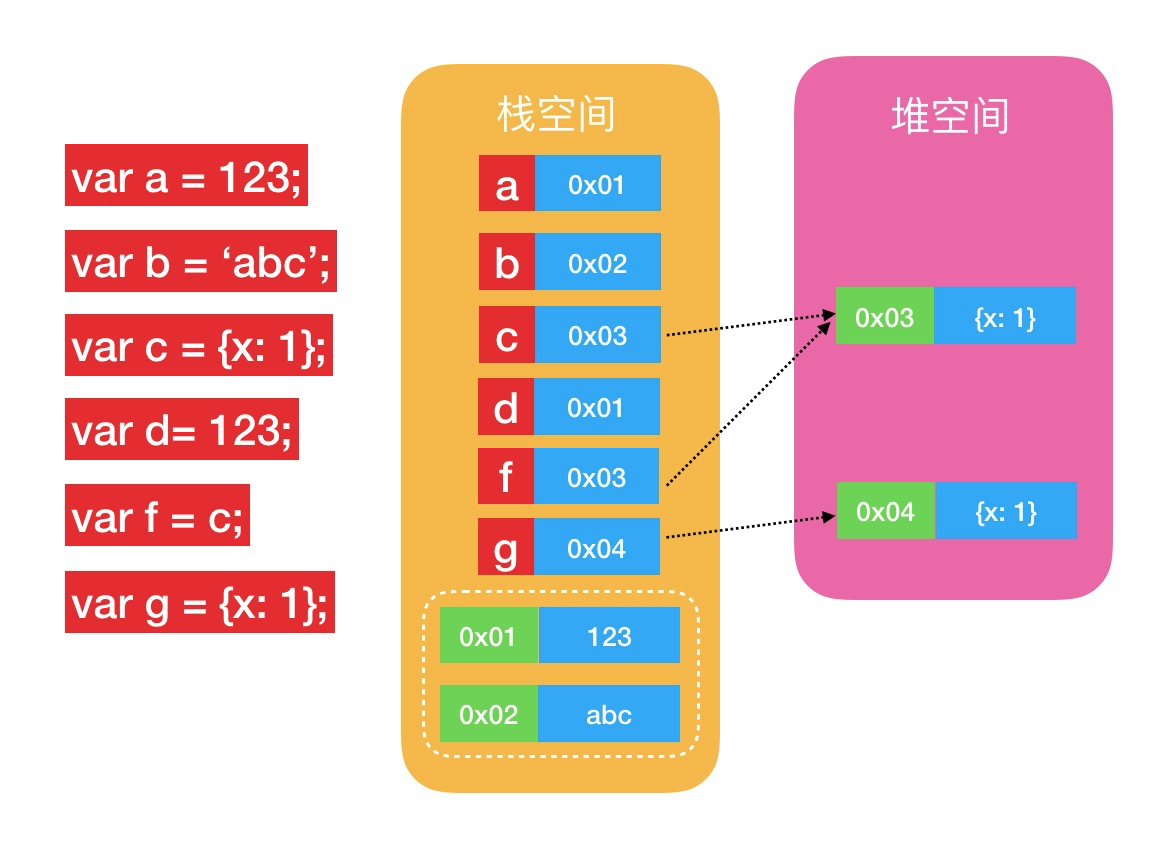 var a = 123;
var b = ‘abc’;
var c = {x: 1};
var d= 123;
var f = c;
var g = {x: 1};
栈空间
a 0x01
b 0x02
c 0x03
d 0x01
f 0x03
g 0x04
0x01 123
0x02 abc
堆空间
0x03 {x: 1}
0x04 {x: 1}